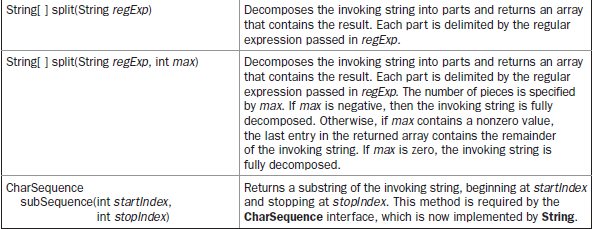 String[ ] split(String regExp)
Decomposes the invoking string into parts and returns an array
that contains the result. Each part is delimited by the regular
expression passed in regExp.
String[ ] split(String regExp, int max)
Decomposes the invoking string into parts and returns an array
that contains the result. Each part is delimited by the regular
expression passed in regExp. The number of pieces is specified
by max. If max is negative, then the invoking string is fully
decomposed. Otherwise, if max contains a nonzero value,
the last entry in the returned array contains the remainder
of the invoking string. If max is zero, the invoking string is
fully decomposed.
CharSequence
subSequence(int startIndex,
int stopIndex)
Returns a substring of the invoking string, beginning at startIndex
and stopping at stopIndex. This method is required by the
CharSequence interface, which is now implemented by String.